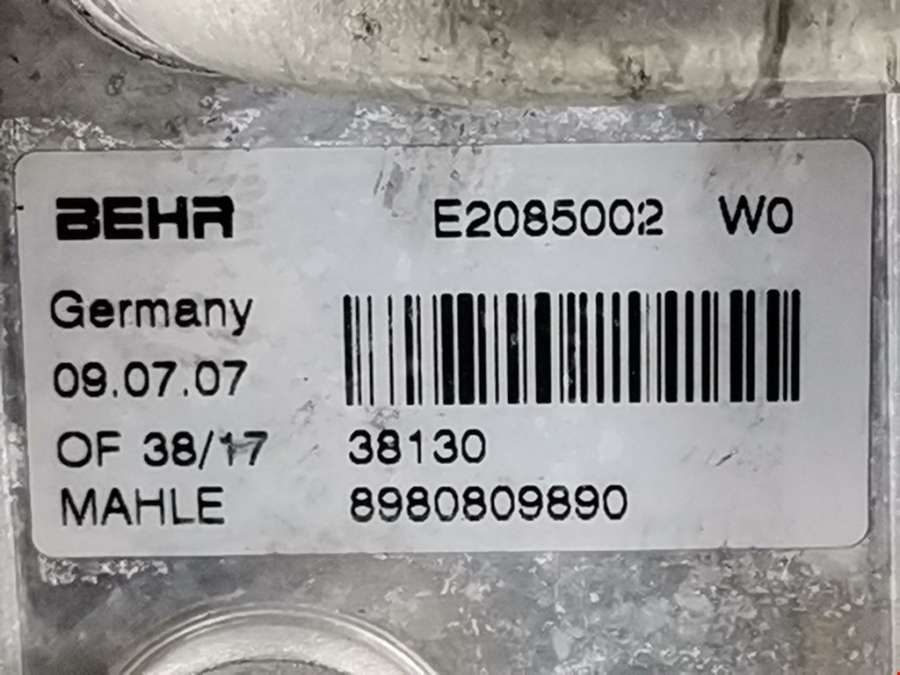 BEHR E2085002 W0
Germany
09.07.07
OF 38/17 38130
MAHLE 8980809890